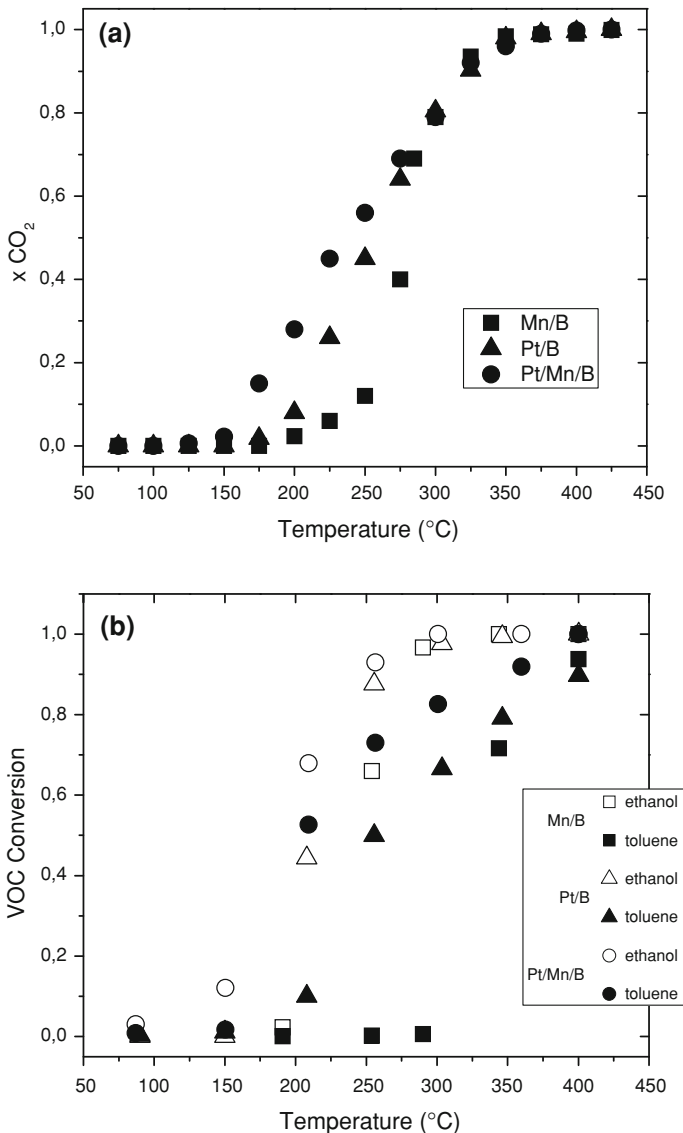 (a)
1,0
0,8
0,6
0,4
0,2
0,0
x CO₂
Mn/B
Pt/B
Pt/Mn/B
50 100 150 200 250 300 350 400 450
Temperature (°C)
(b)
1,0
0,8
0,6
0,4
0,2
0,0
VOC Conversion
ethanol
Mn/B
toluene
ethanol
Pt/B
toluene
ethanol
Pt/Mn/B
toluene
50 100 150 200 250 300 350 400 450
Temperature (°C)